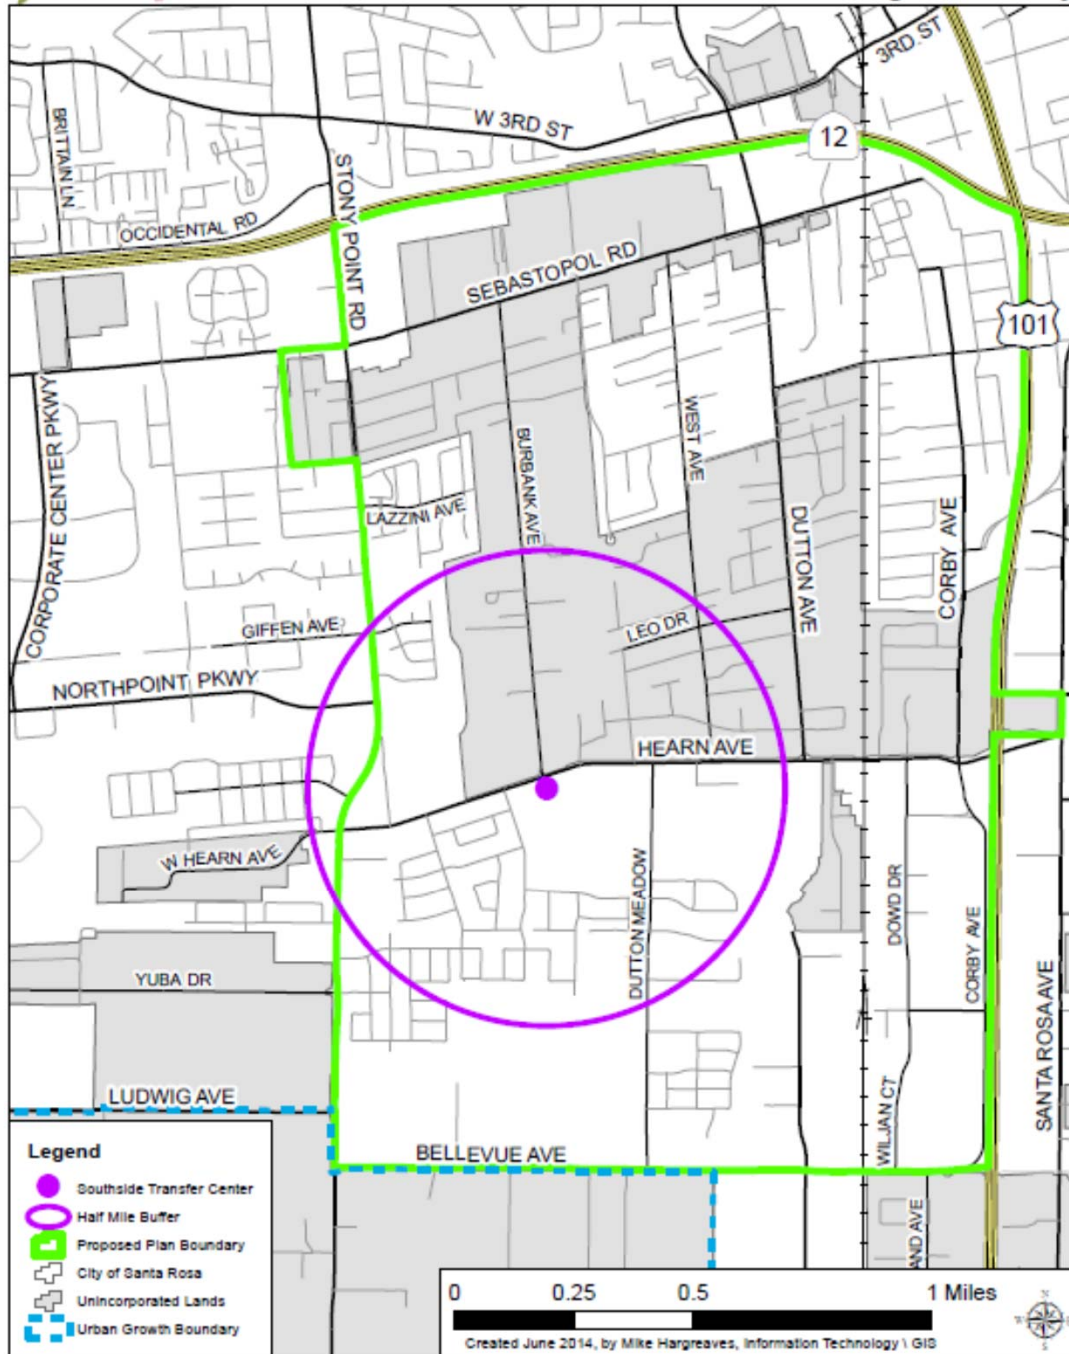 3RD ST
W 3RD ST
12
BRITTAIN LN
STONY POINT RD
OCCIDENTAL RD
SEBASTOPOL RD
101
CORPORATE CENTER PKWY
WEST AVE
BURBANK AVE
LAZZINI AVE
DUTTON AVE
CORBY AVE
GIFFEN AVE
LEO DR
NORTHPOINT PKWY
HEARN AVE
W HEARN AVE
DUTTON MEADOW
DOWD DR
CORBY AVE
YUBA DR
SANTA ROSA AVE
LUDWIG AVE
WILJAN CT
BELLEVUE AVE
AND AVE
Legend
Southside Transfer Center
Half Mile Buffer
Proposed Plan Boundary
City of Santa Rosa
Unincorporated Lands
Urban Growth Boundary
0 0.25 0.5 1 Miles
Created June 2014, by Mike Hargreaves, Information Technology \ GIS
N
S